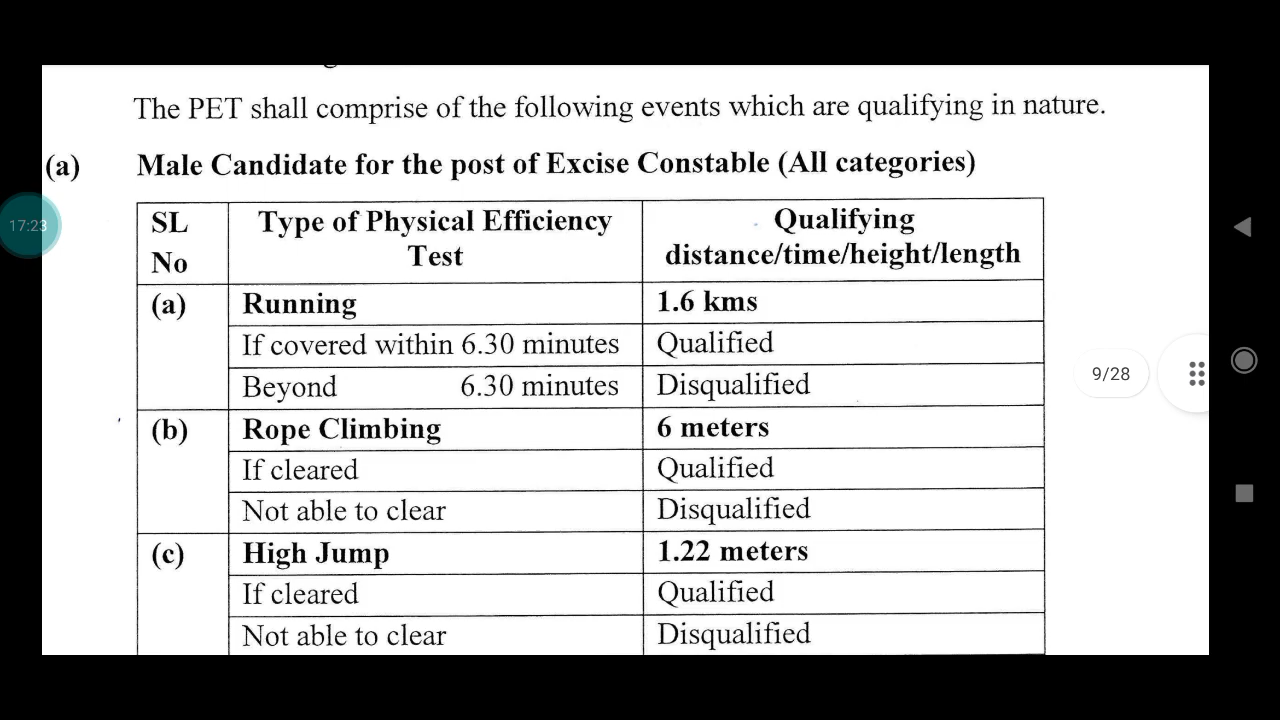 The PET shall comprise of the following events which are qualifying in nature.
(a) Male Candidate for the post of Excise Constable (All categories)
SL No Type of Physical Efficiency Test Qualifying distance/time/height/length
(a) Running 1.6 kms
If covered within 6.30 minutes Qualified
Beyond 6.30 minutes Disqualified
(b) Rope Climbing 6 meters
If cleared Qualified
Not able to clear Disqualified
(c) High Jump 1.22 meters
If cleared Qualified
Not able to clear Disqualified
17:23
9/28